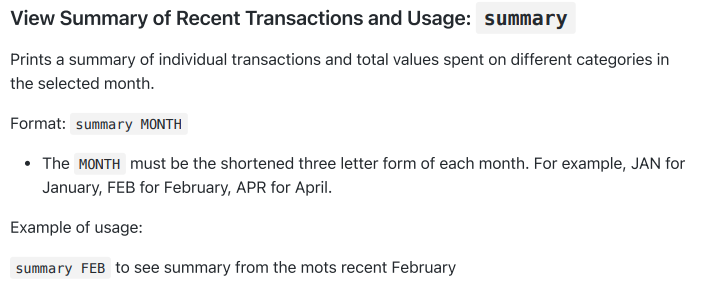 View Summary of Recent Transactions and Usage: summary
Prints a summary of individual transactions and total values spent on different categories in
the selected month.
Format: summary MONTH
• The MONTH must be the shortened three letter form of each month. For example, JAN for
January, FEB for February, APR for April.
Example of usage:
summary FEB to see summary from the mots recent February